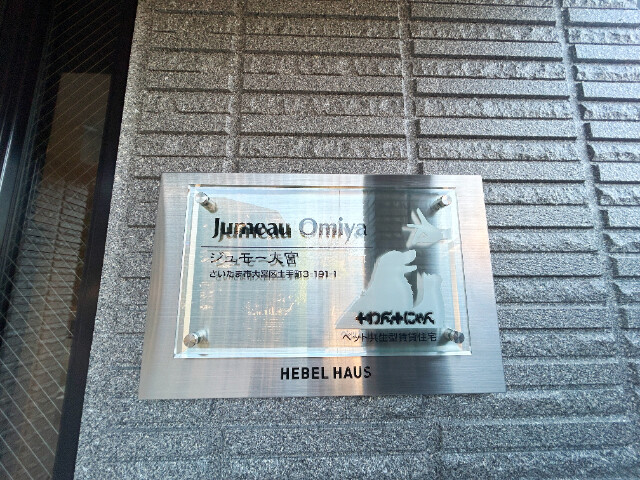 Jumeau Omiya
ジュモー大宮
さいたま市大宮区土手町3-191-1
+わん+にゃん
ペット共生型賃貸住宅
HEBEL HAUS